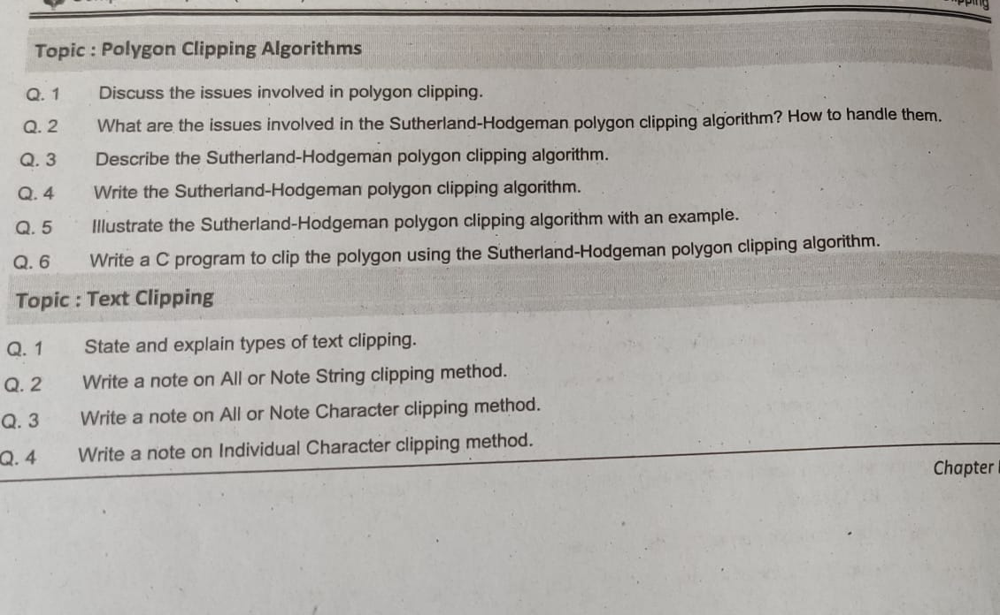 Topic : Polygon Clipping Algorithms
Q. 1 Discuss the issues involved in polygon clipping.
Q. 2 What are the issues involved in the Sutherland-Hodgeman polygon clipping algorithm? How to handle them.
Q. 3 Describe the Sutherland-Hodgeman polygon clipping algorithm.
Q. 4 Write the Sutherland-Hodgeman polygon clipping algorithm.
Q. 5 Illustrate the Sutherland-Hodgeman polygon clipping algorithm with an example.
Q. 6 Write a C program to clip the polygon using the Sutherland-Hodgeman polygon clipping algorithm.
Topic : Text Clipping
Q. 1 State and explain types of text clipping.
Q. 2 Write a note on All or Note String clipping method.
Q. 3 Write a note on All or Note Character clipping method.
Q. 4 Write a note on Individual Character clipping method.
Chapter